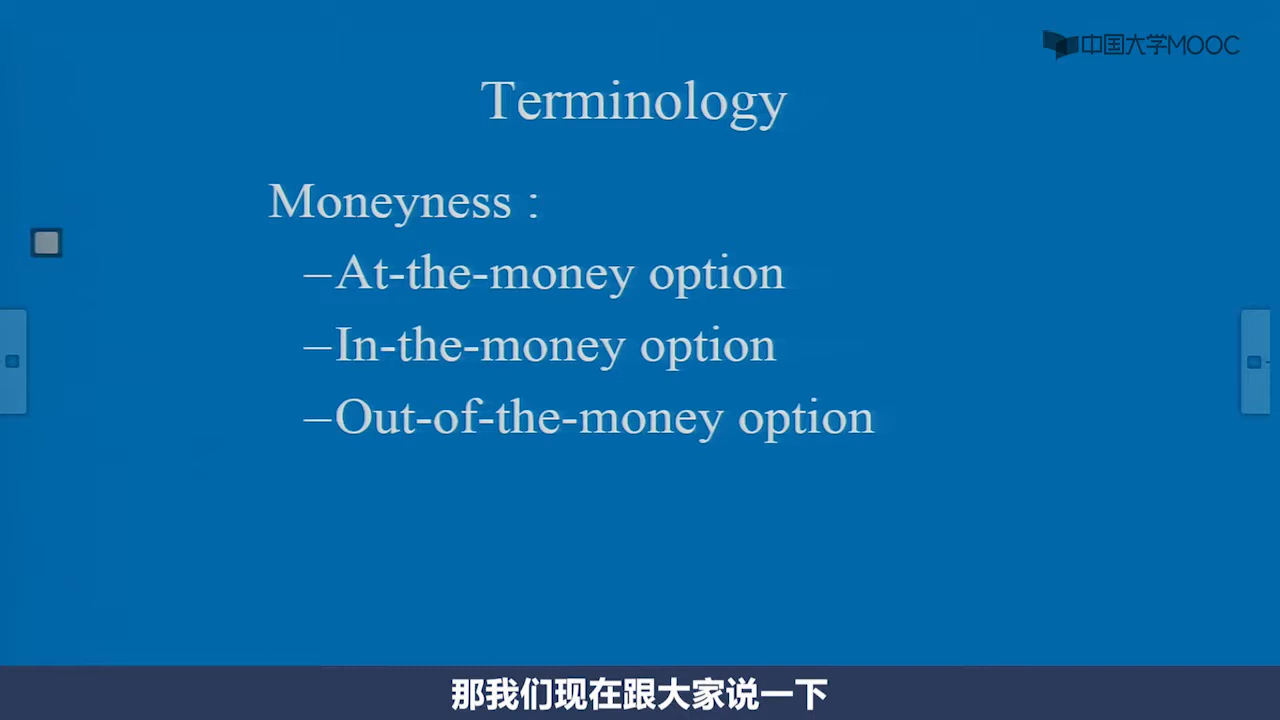 中国大学MOOC
Terminology
Moneyness :
–At-the-money option
–In-the-money option
–Out-of-the-money option
那我们现在跟大家说一下